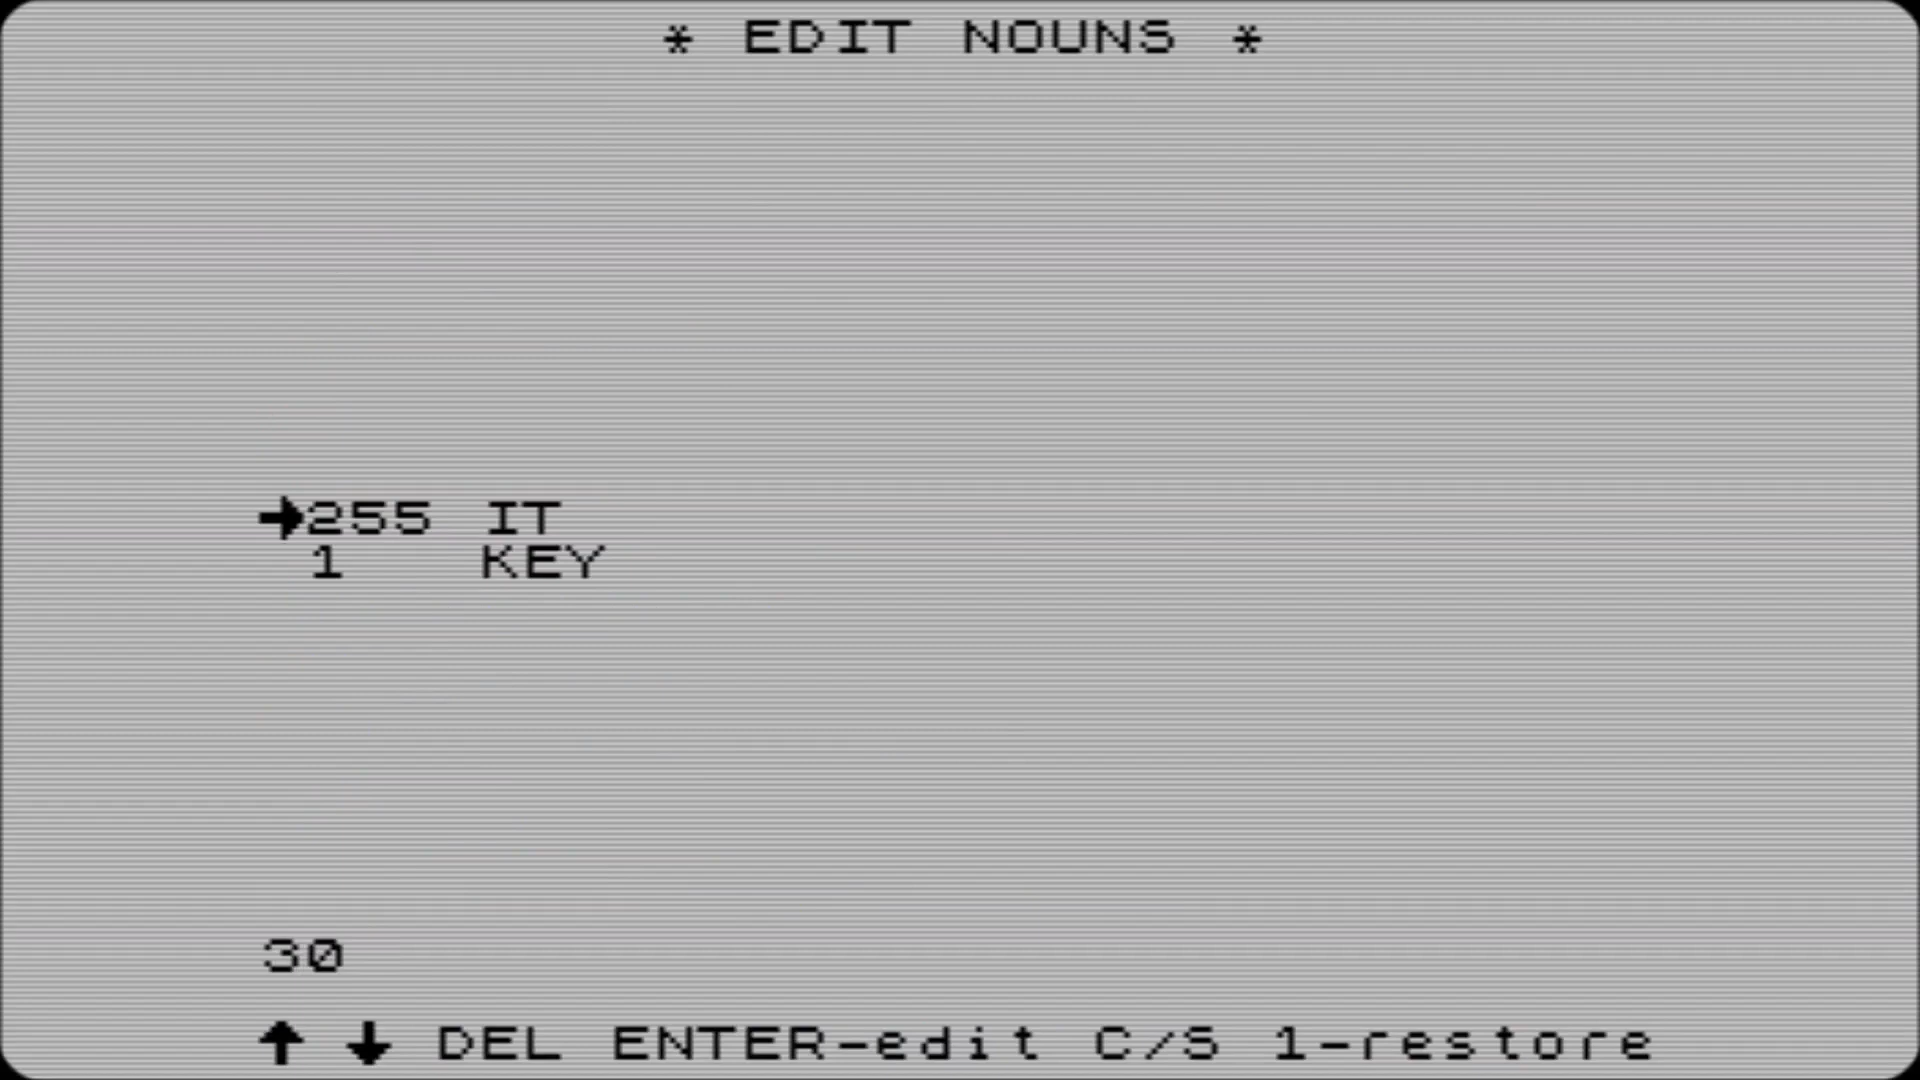 * EDIT NOUNS *
→255 IT
1 KEY
30
↑ ↓ DEL ENTER-edit C/S 1-restore